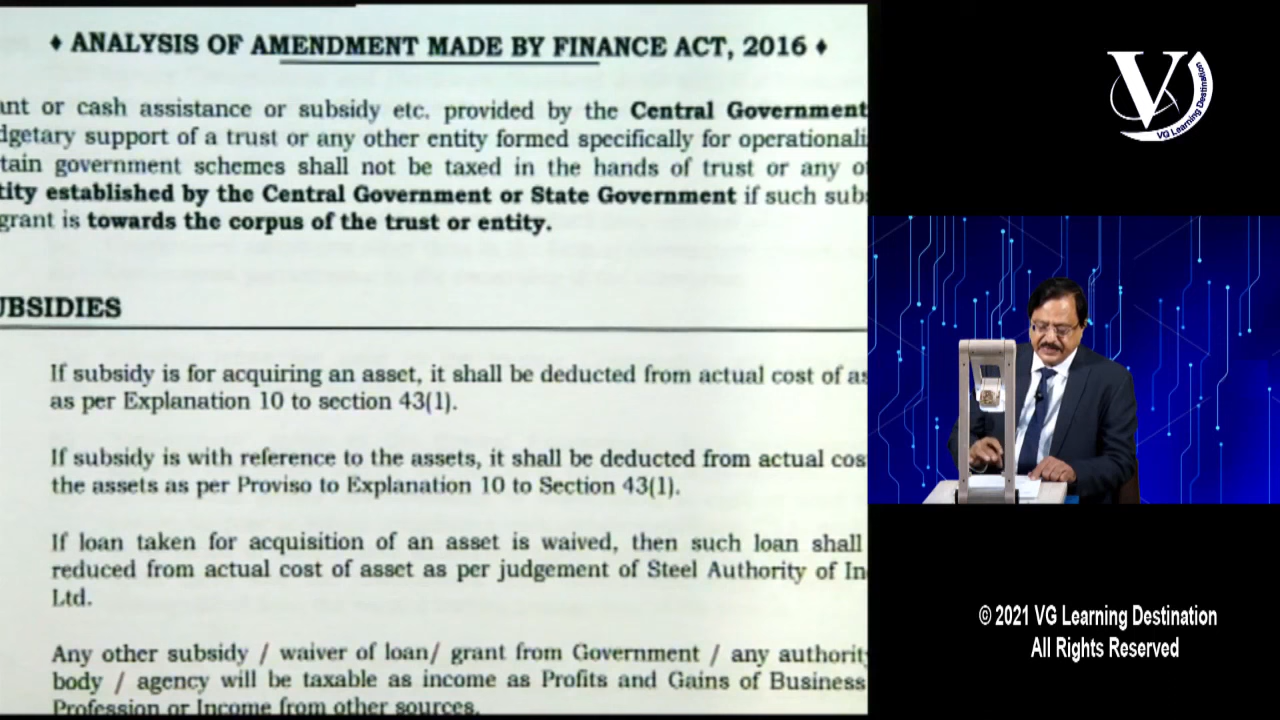 ♦ ANALYSIS OF AMENDMENT MADE BY FINANCE ACT, 2016 ♦
ant or cash assistance or subsidy etc. provided by the Central Government
dgetary support of a trust or any other entity formed specifically for operationali
tain government schemes shall not be taxed in the hands of trust or any o
tity established by the Central Government or State Government if such subs
grant is towards the corpus of the trust or entity.
UBSIDIES
If subsidy is for acquiring an asset, it shall be deducted from actual cost of as
as per Explanation 10 to section 43(1).
If subsidy is with reference to the assets, it shall be deducted from actual cos
the assets as per Proviso to Explanation 10 to Section 43(1).
If loan taken for acquisition of an asset is waived, then such loan shall
reduced from actual cost of asset as per judgement of Steel Authority of In
Ltd.
Any other subsidy / waiver of loan/ grant from Government / any authority
body / agency will be taxable as income as Profits and Gains of Business
Profession or Income from other sources.
V
VG Learning Destination
© 2021 VG Learning Destination
All Rights Reserved